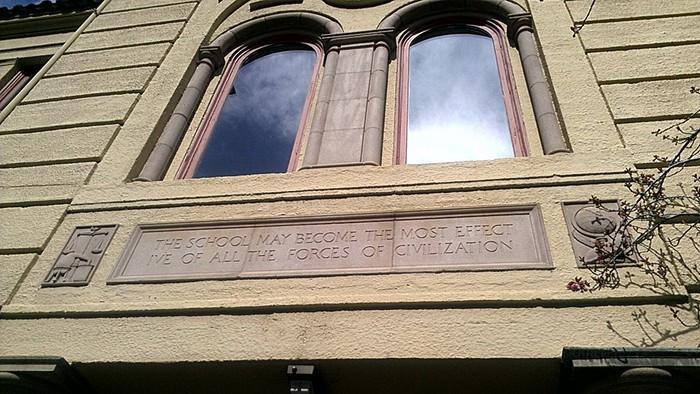 THE SCHOOL MAY BECOME THE MOST EFFECT
IVE OF ALL THE FORCES OF CIVILIZATION